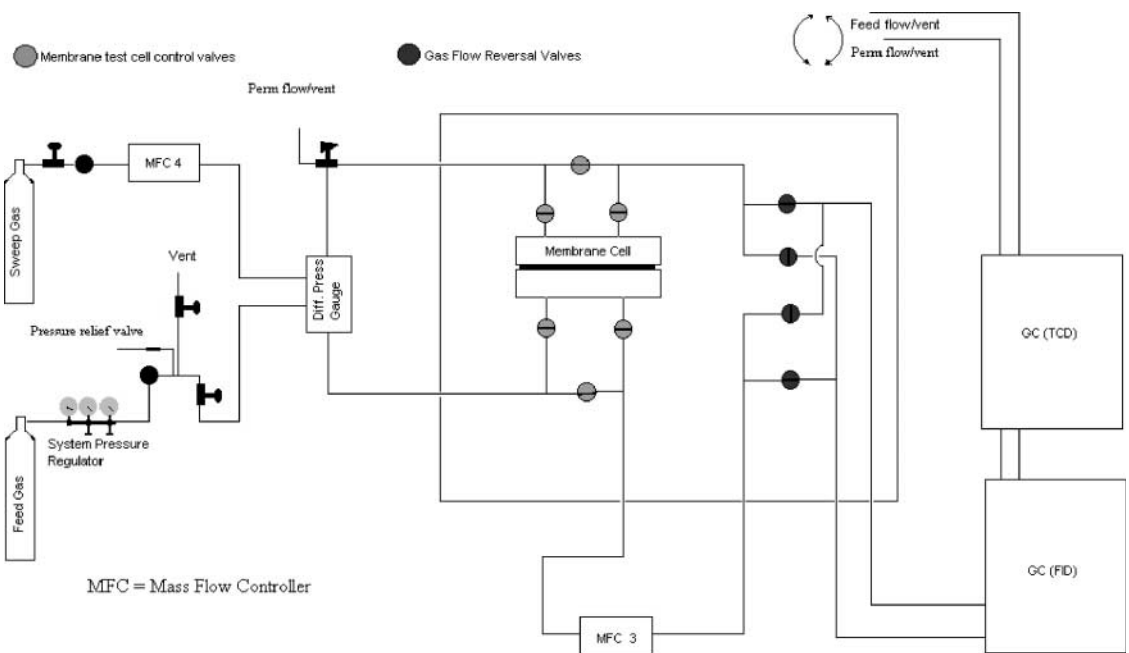 Feed flow/vent
Perm flow/vent
Membrane test cell control valves
Gas Flow Reversal Valves
Perm flow/vent
MFC 4
Sweep Gas
Membrane Cell
Vent
Diff. Press
Gauge
Pressure relief valve
GC (TCD)
System Pressure
Regulator
Feed Gas
GC (FID)
MFC = Mass Flow Controller
MFC 3